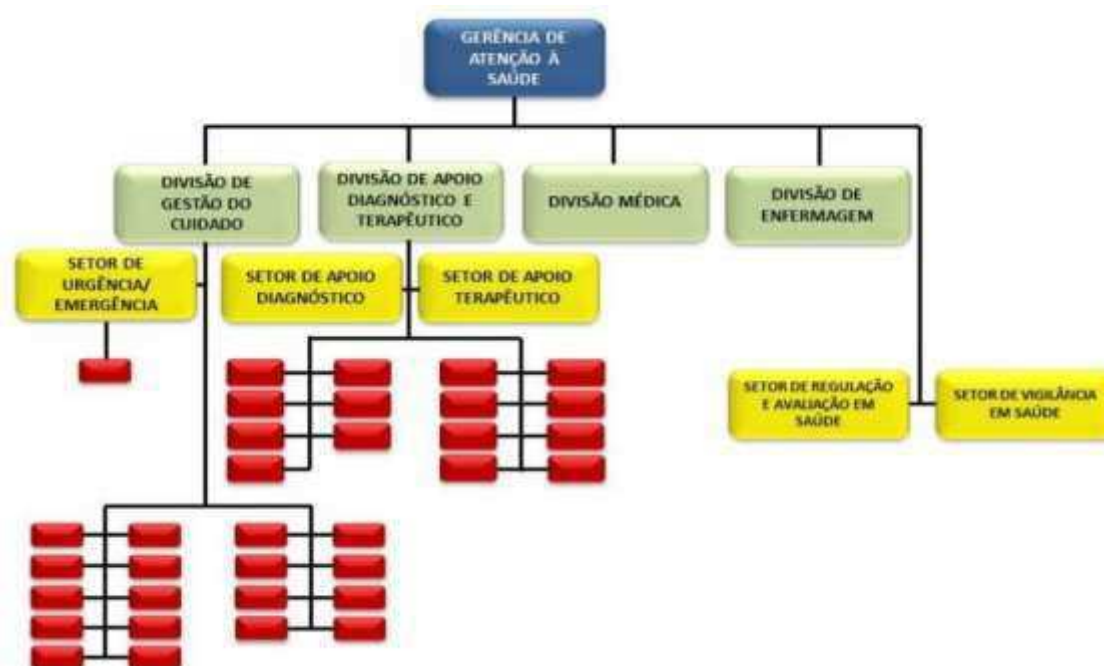 GERÊNCIA DE
ATENÇÃO À
SAÚDE
DIVISÃO DE
GESTÃO DO
CUIDADO
DIVISÃO DE APOIO
DIAGNÓSTICO E
TERAPÊUTICO
DIVISÃO MÉDICA
DIVISÃO DE
ENFERMAGEM
SETOR DE
URGÊNCIA/
EMERGÊNCIA
SETOR DE APOIO
DIAGNÓSTICO
SETOR DE APOIO
TERAPÊUTICO
SETOR DE REGULAÇÃO
E AVALIAÇÃO EM
SAÚDE
SETOR DE VIGILÂNCIA
EM SAÚDE